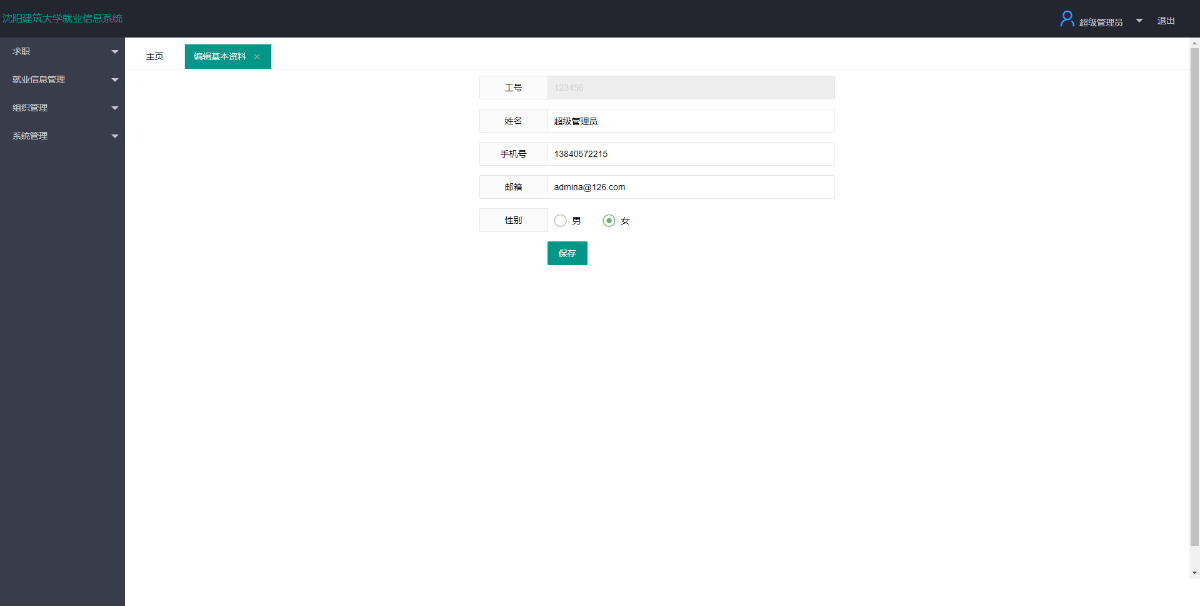 沈阳建筑大学就业信息系统
超级管理员
退出
求职
就业信息管理
组织管理
系统管理
主页
编辑基本资料
工号 123456
姓名 超级管理员
手机号 13840572215
邮箱 admina@126.com
性别 男 女
保存